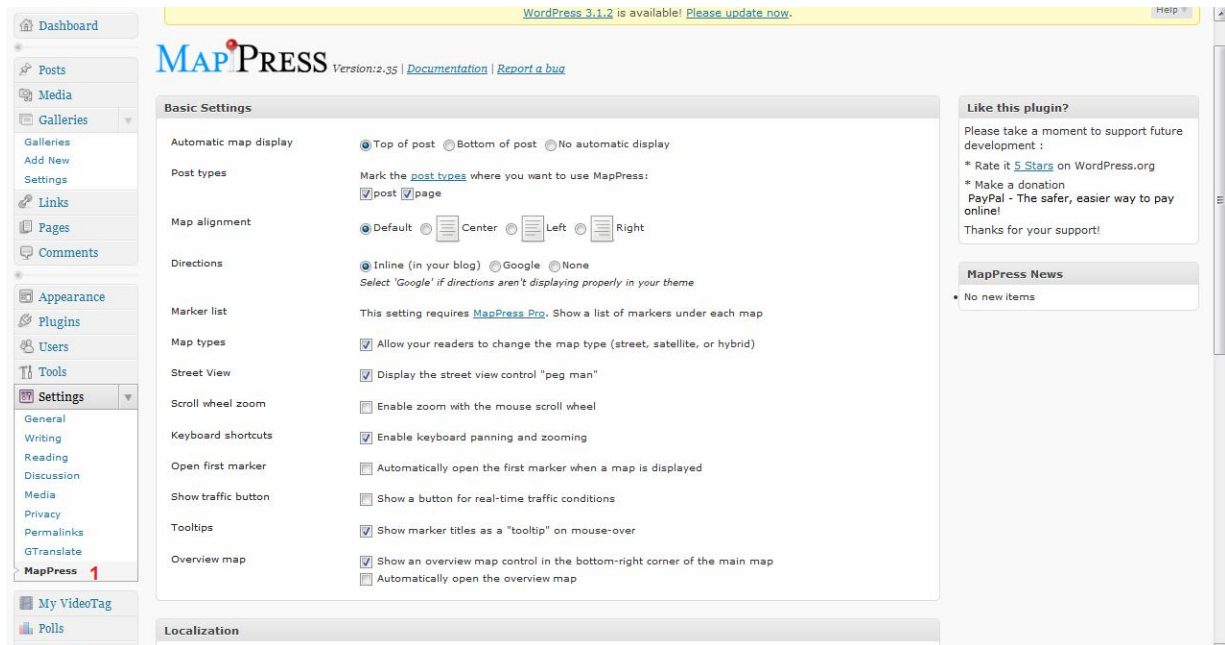 WordPress 3.1.2 is available! Please update now.
Help
Dashboard
Posts
Media
Galleries
Galleries
Add New
Settings
Links
Pages
Comments
Appearance
Plugins
Users
Tools
Settings
General
Writing
Reading
Discussion
Media
Privacy
Permalinks
GTranslate
MapPress 1
My VideoTag
Polls
MAPPRESS Version:2.35 | Documentation | Report a bug
Basic Settings
Automatic map display Top of post Bottom of post No automatic display
Post types Mark the post types where you want to use MapPress:
post page
Map alignment Default Center Left Right
Directions Inline (in your blog) Google None
Select 'Google' if directions aren't displaying properly in your theme
Marker list This setting requires MapPress Pro. Show a list of markers under each map
Map types Allow your readers to change the map type (street, satellite, or hybrid)
Street View Display the street view control "peg man"
Scroll wheel zoom Enable zoom with the mouse scroll wheel
Keyboard shortcuts Enable keyboard panning and zooming
Open first marker Automatically open the first marker when a map is displayed
Show traffic button Show a button for real-time traffic conditions
Tooltips Show marker titles as a "tooltip" on mouse-over
Overview map Show an overview map control in the bottom-right corner of the main map
Automatically open the overview map
Localization
Like this plugin?
Please take a moment to support future
development :
* Rate it 5 Stars on WordPress.org
* Make a donation
PayPal - The safer, easier way to pay
online!
Thanks for your support!
MapPress News
No new items